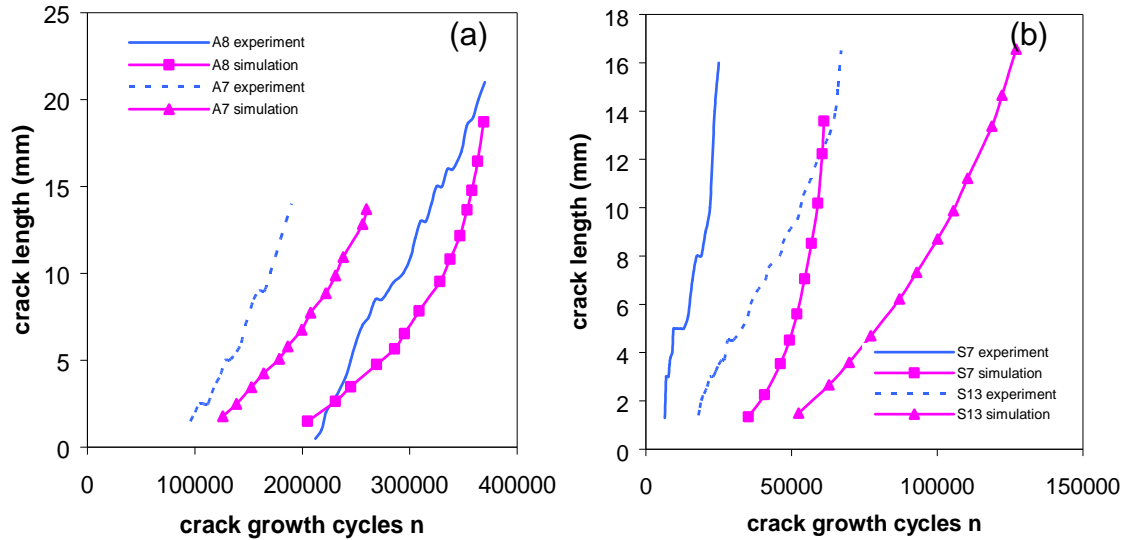 (a)
A8 experiment
A8 simulation
A7 experiment
A7 simulation
25
20
15
10
5
0
crack length (mm)
0 100000 200000 300000 400000
crack growth cycles n
(b)
18
16
14
12
10
8
6
4
2
0
crack length (mm)
S7 experiment
S7 simulation
S13 experiment
S13 simulation
0 50000 100000 150000
crack growth cycles n